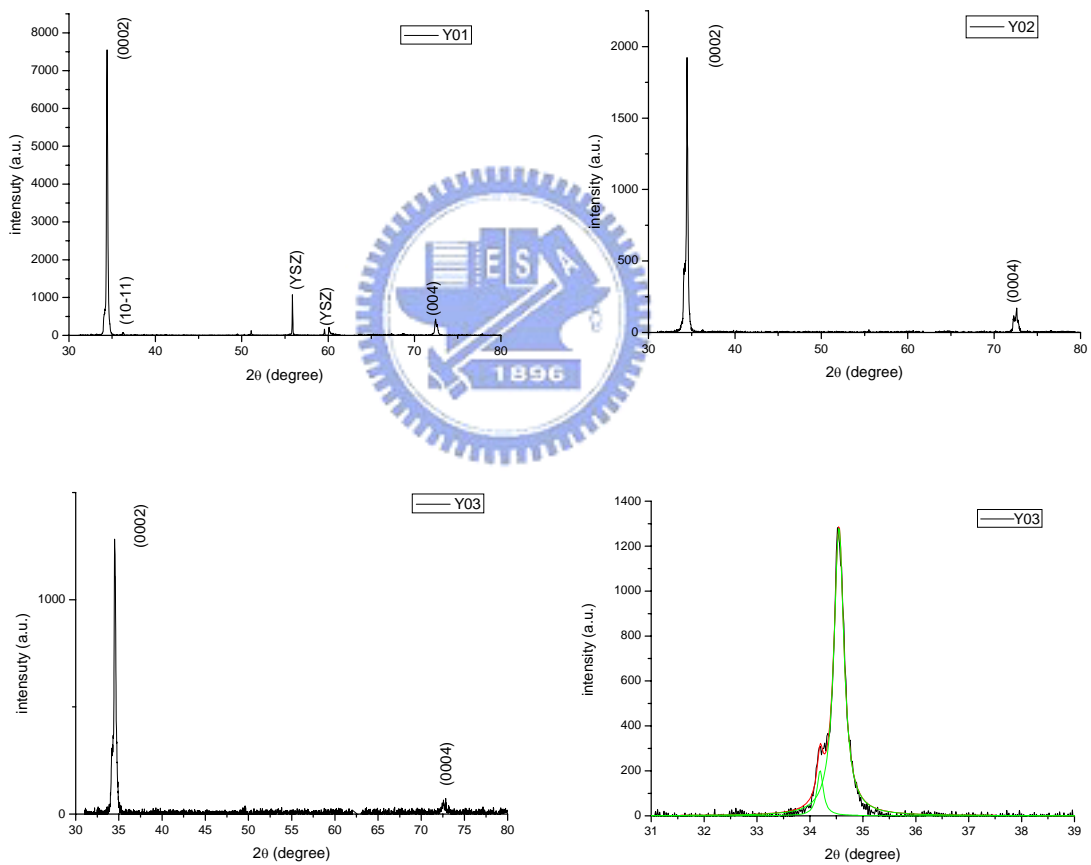 Y01
(0002)
(10-11)
(YSZ)
(YSZ)
(004)
intensuty (a.u.)
8000
7000
6000
5000
4000
3000
2000
1000
0
30 40 50 60 70 80
2θ (degree)
Y02
(0002)
(0004)
intensity (a.u.)
2000
1500
1000
500
0
30 40 50 60 70 80
2θ (degree)
E S A
1896
Y03
(0002)
(0004)
intensuty (a.u.)
1000
0
30 35 40 45 50 55 60 65 70 75 80
2θ (degree)
Y03
intensity (a.u.)
1400
1200
1000
800
600
400
200
0
31 32 33 34 35 36 37 38 39
2θ (degree)